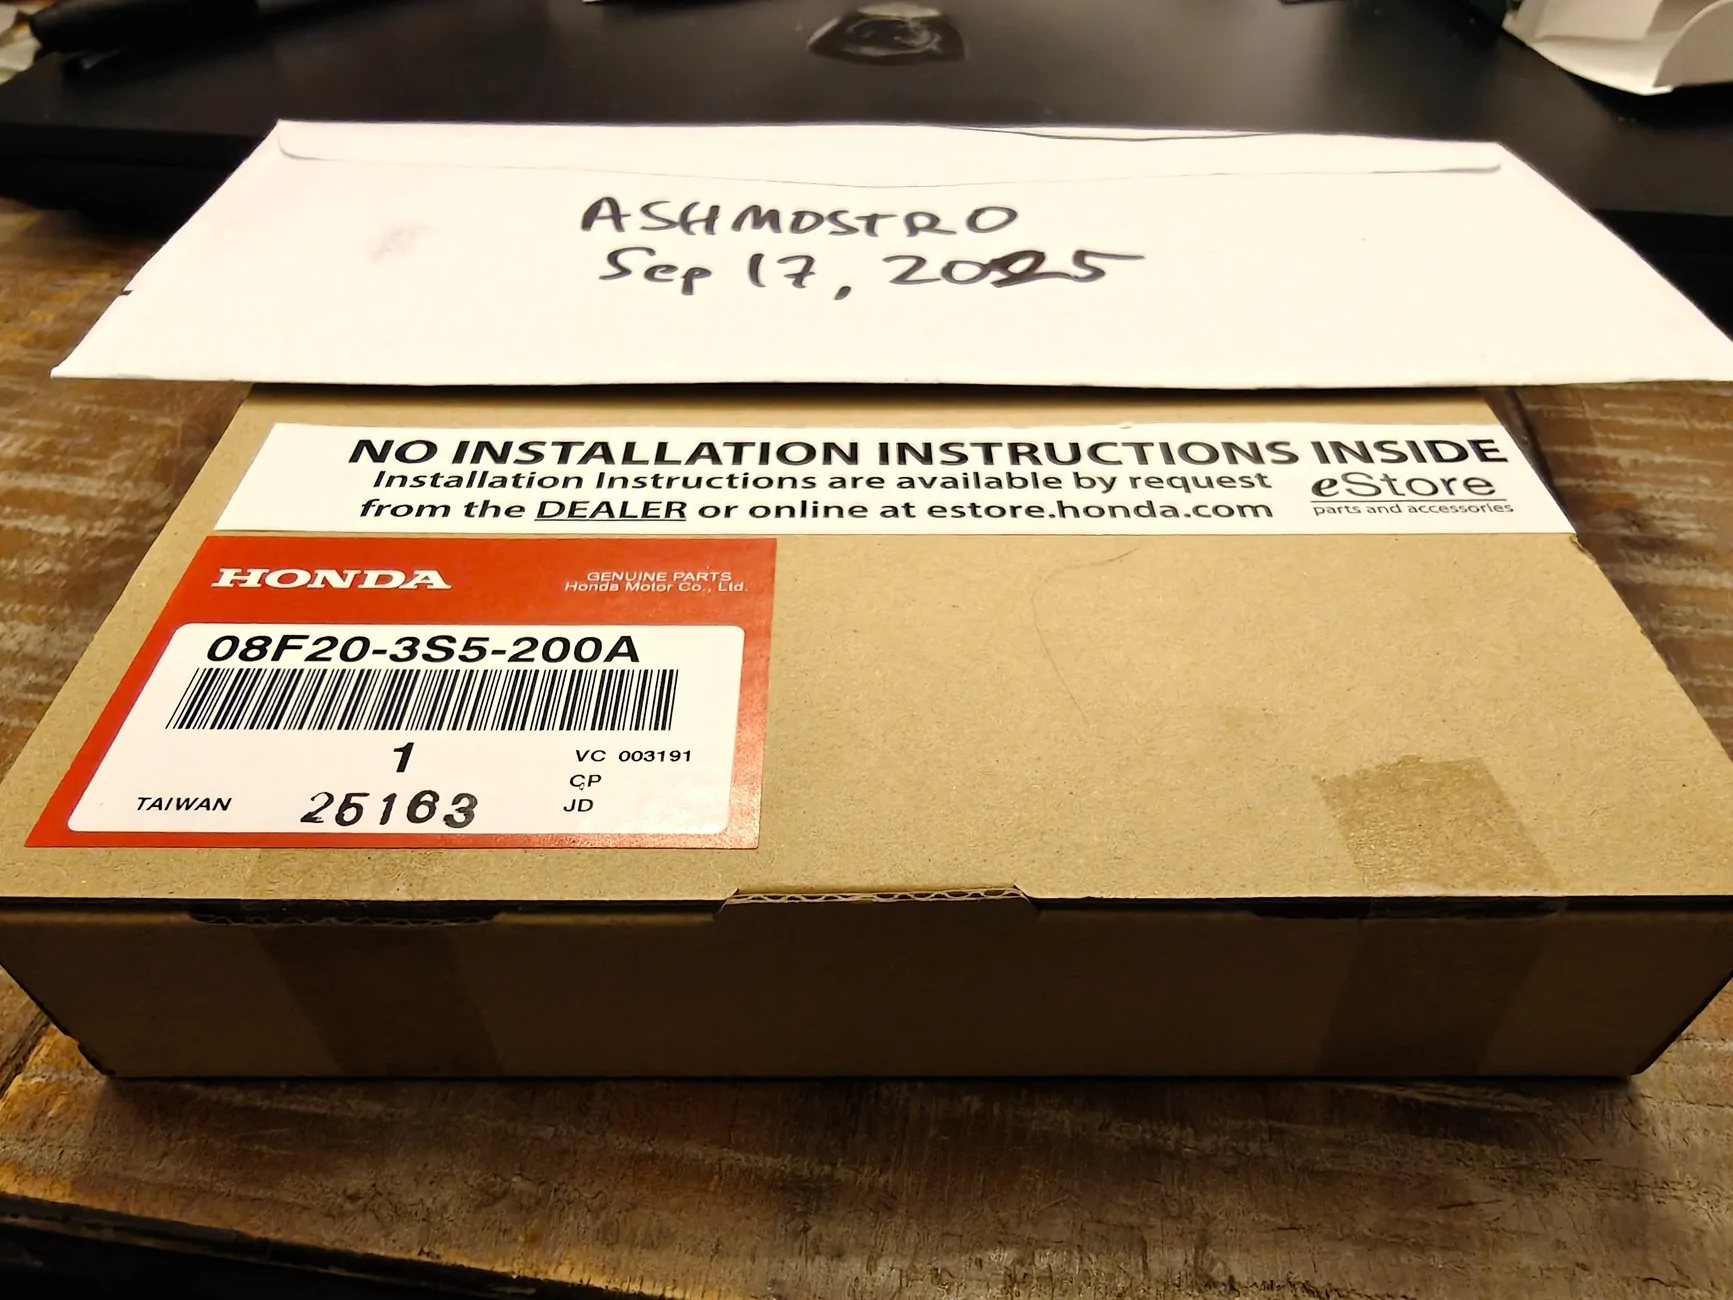 ASHMOSTRO
Sep 17, 2025
NO INSTALLATION INSTRUCTIONS INSIDE
Installation Instructions are available by request
from the DEALER or online at estore.honda.com
eStore
parts and accessories
HONDA
GENUINE PARTS
Honda Motor Co., Ltd.
08F20-3S5-200A
1
VC 003191
CP
TAIWAN
25163
JD